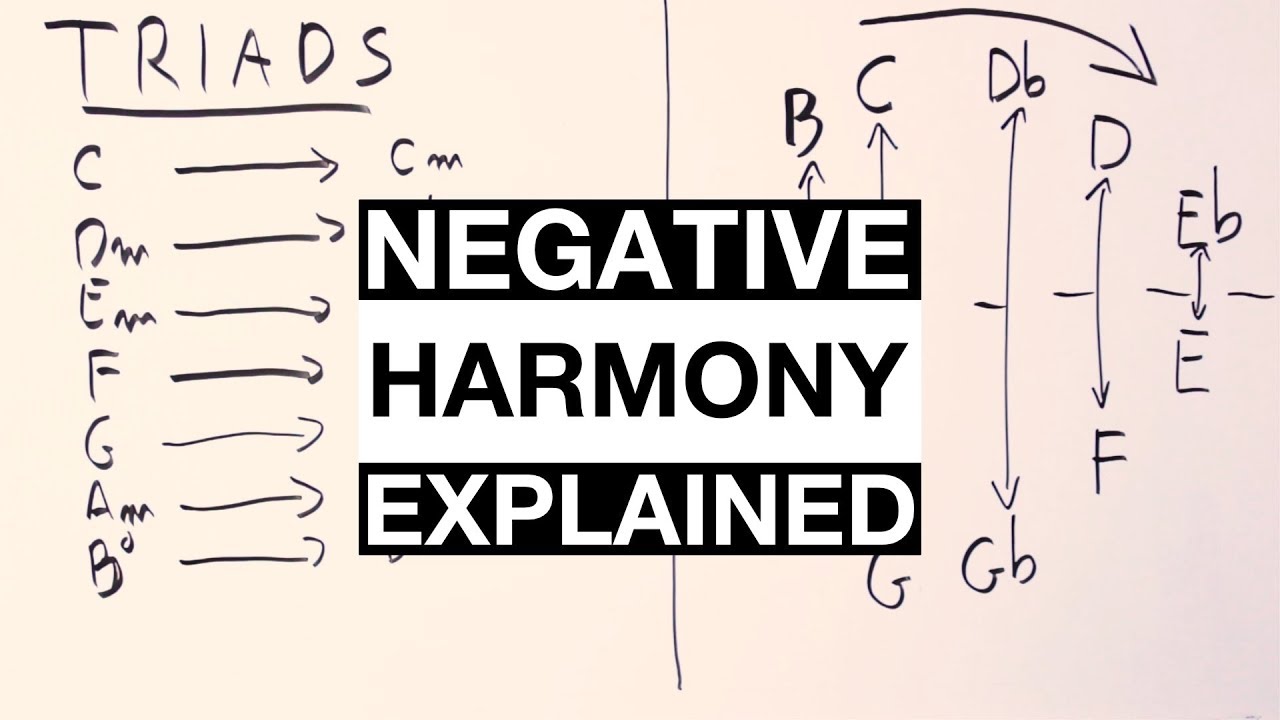 TRIADS
C → Cm
Dm →
Em →
F →
G →
Am →
B° →
B C Db
D
Eb
E
F
G Gb
NEGATIVE
HARMONY
EXPLAINED